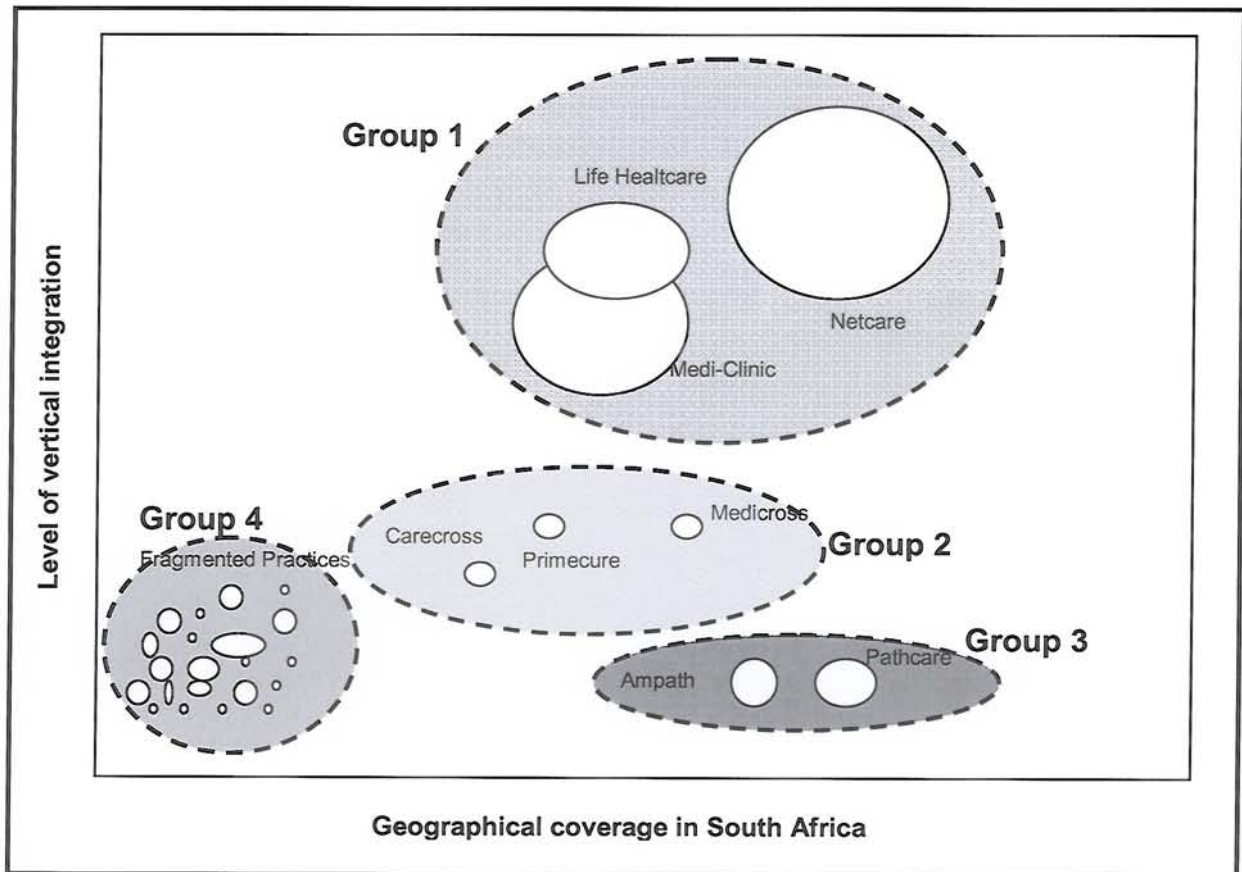 Group 1
Life Healtcare
Netcare
Medi-Clinic
Level of vertical integration
Group 4
Fragmented Practices
Carecross
Primecure
Medicross
Group 2
Group 3
Ampath
Pathcare
Geographical coverage in South Africa